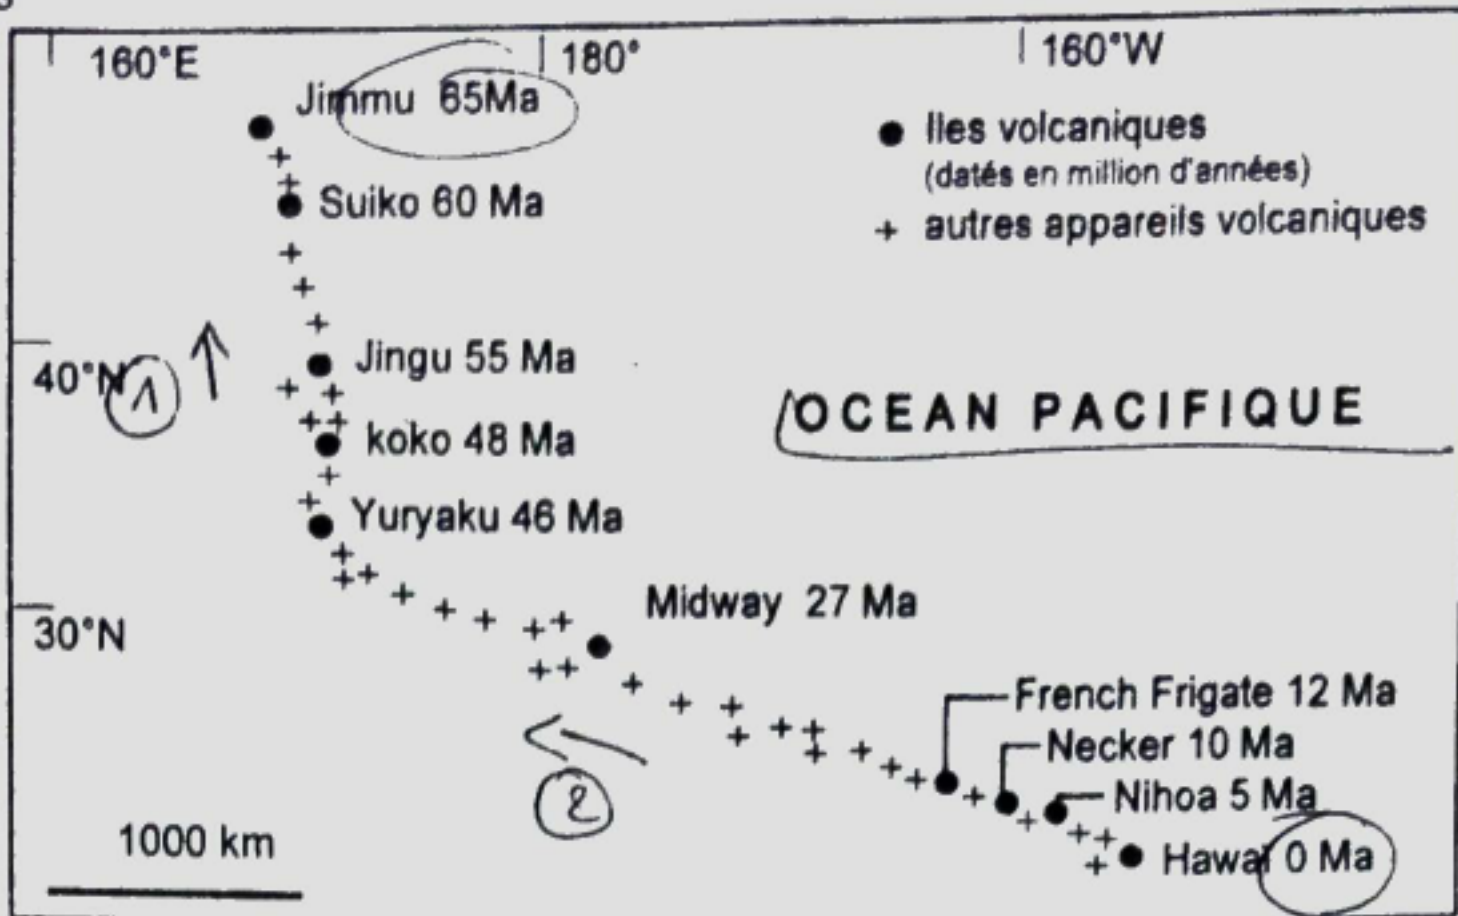 160°E
180°
160°W
Jimmu 65Ma
Iles volcaniques
(datés en million d'années)
Suiko 60 Ma
+ autres appareils volcaniques
40°N
1
Jingu 55 Ma
OCEAN PACIFIQUE
koko 48 Ma
Yuryaku 46 Ma
30°N
Midway 27 Ma
French Frigate 12 Ma
Necker 10 Ma
2
Nihoa 5 Ma
1000 km
Hawaï 0 Ma